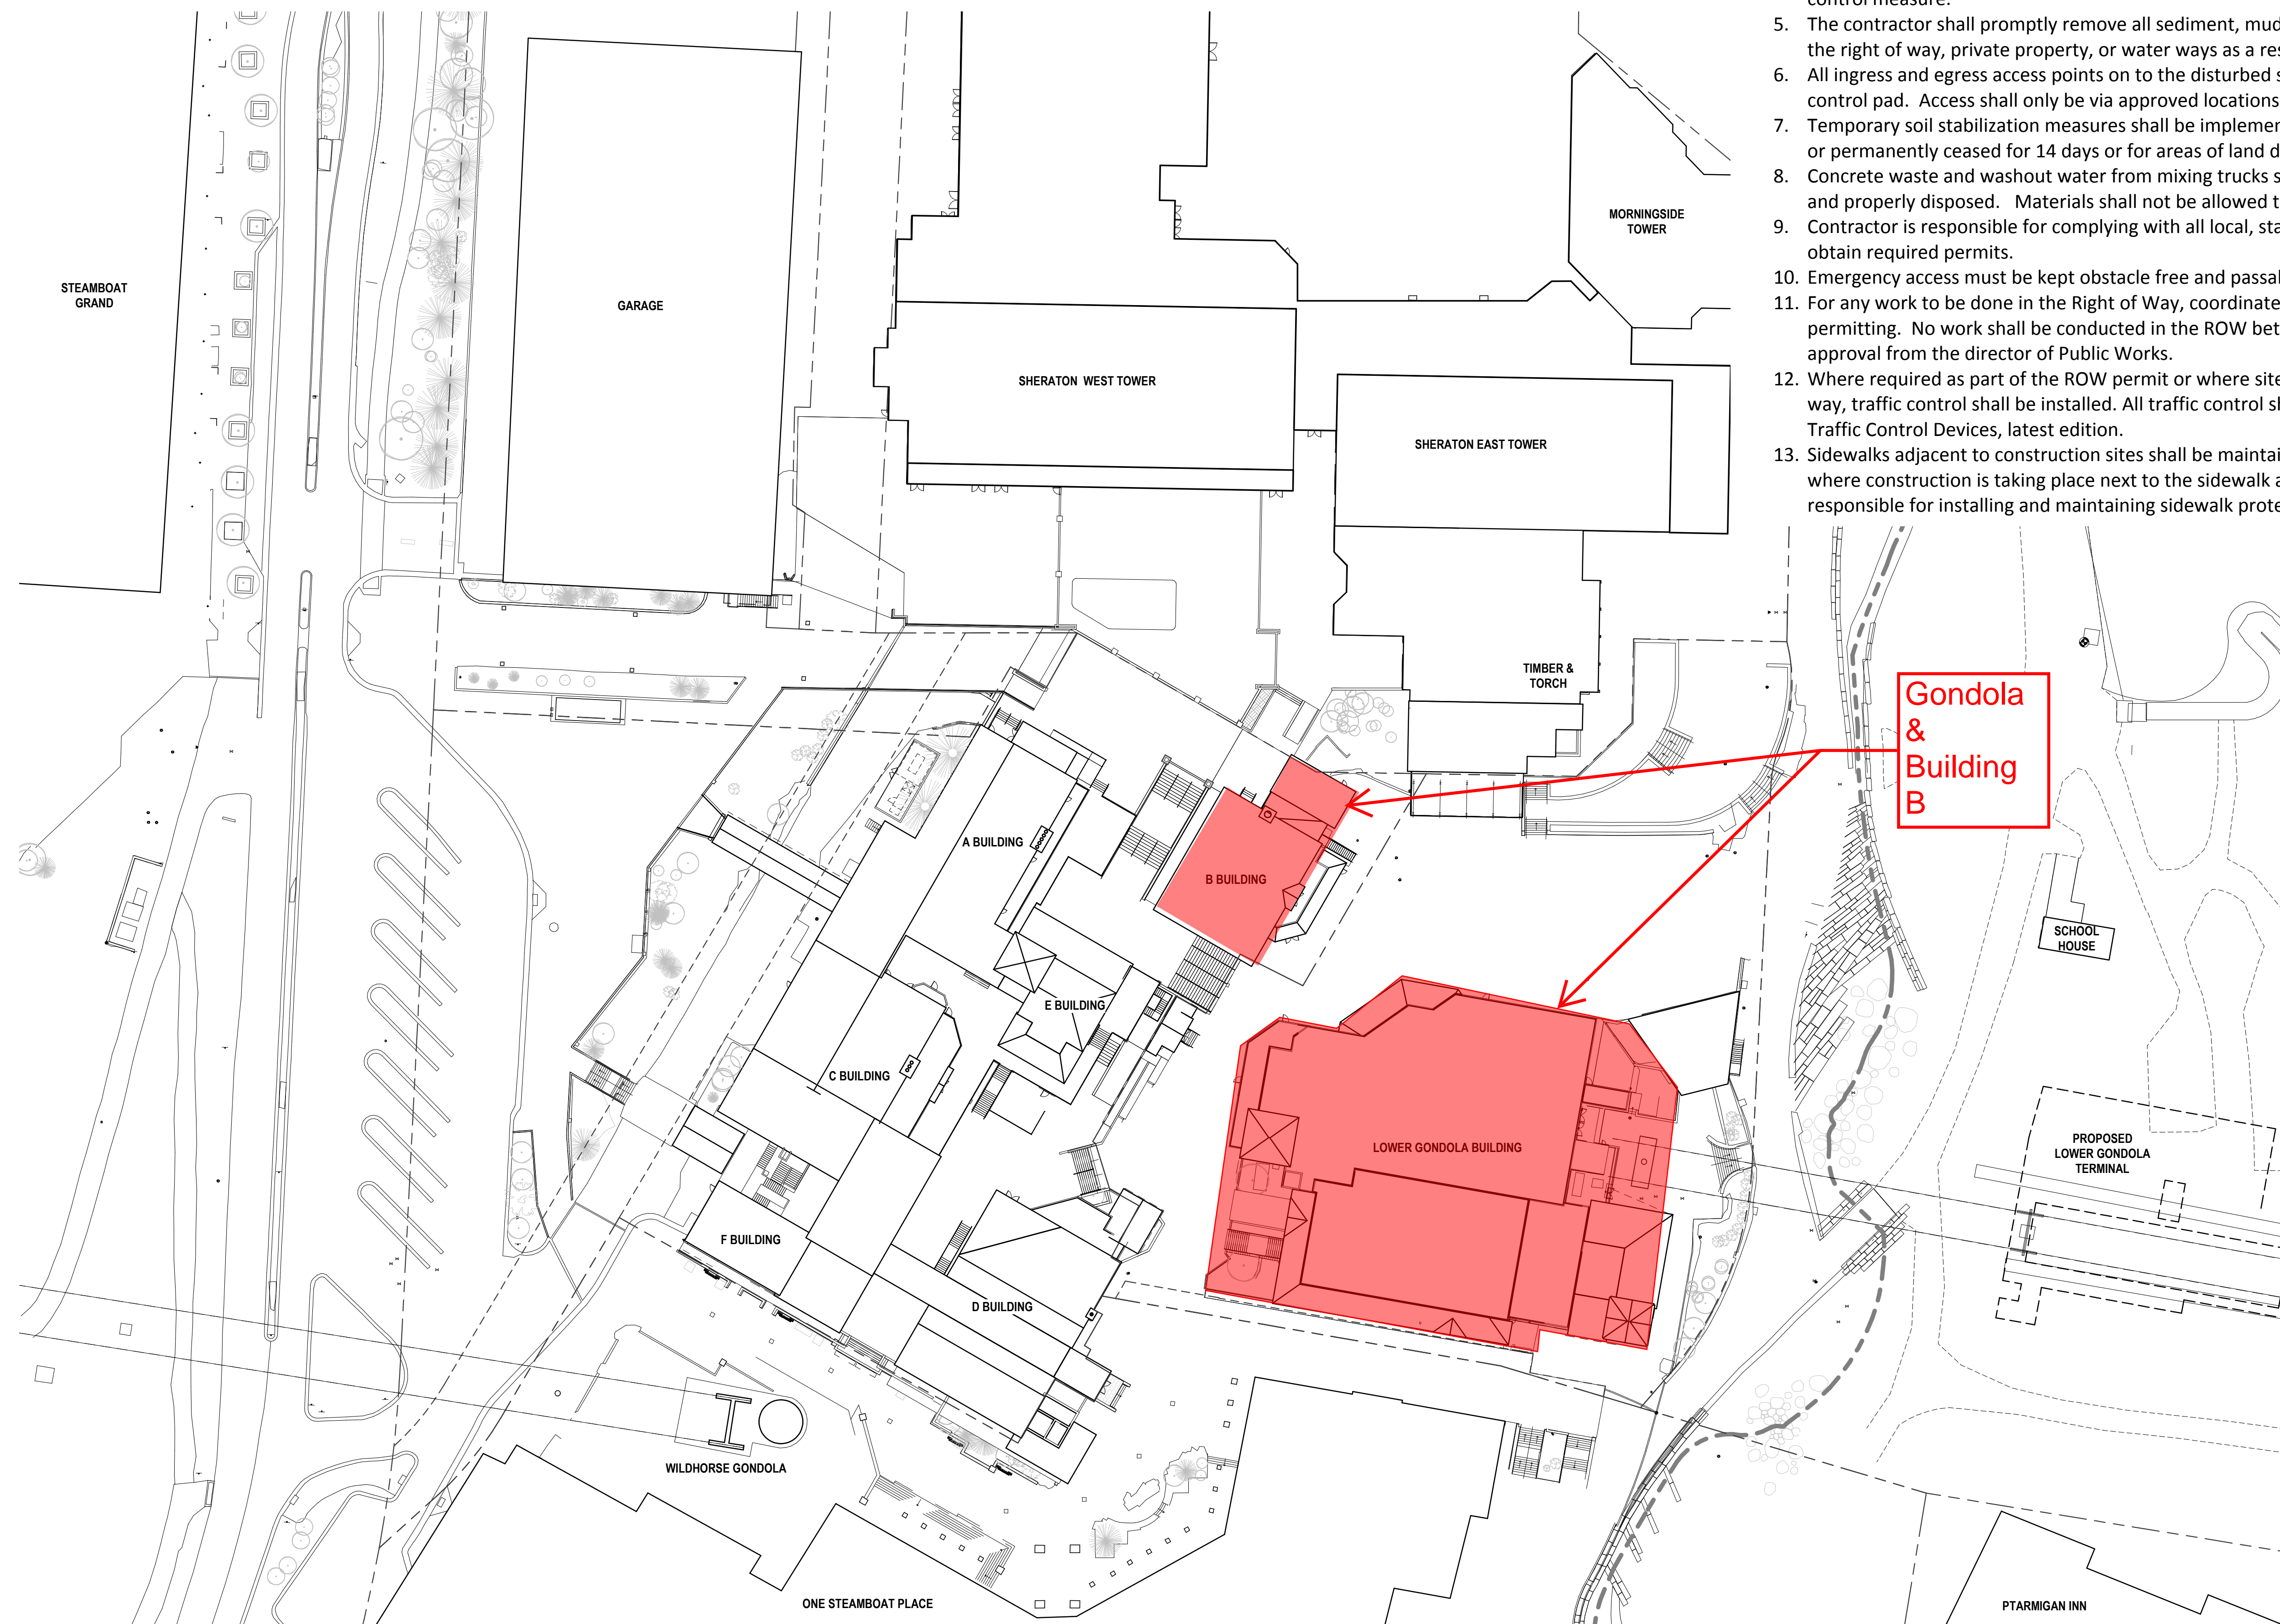 control measure.
5. The contractor shall promptly remove all sediment, mud
the right of way, private property, or water ways as a res
6. All ingress and egress access points on to the disturbed s
control pad. Access shall only be via approved locations
7. Temporary soil stabilization measures shall be implemen
or permanently ceased for 14 days or for areas of land d
8. Concrete waste and washout water from mixing trucks s
and properly disposed. Materials shall not be allowed t
9. Contractor is responsible for complying with all local, sta
obtain required permits.
10. Emergency access must be kept obstacle free and passab
11. For any work to be done in the Right of Way, coordinate
permitting. No work shall be conducted in the ROW bet
approval from the director of Public Works.
12. Where required as part of the ROW permit or where site
way, traffic control shall be installed. All traffic control sh
Traffic Control Devices, latest edition.
13. Sidewalks adjacent to construction sites shall be maintai
where construction is taking place next to the sidewalk a
responsible for installing and maintaining sidewalk prote
STEAMBOAT
GRAND
GARAGE
MORNINGSIDE
TOWER
SHERATON WEST TOWER
SHERATON EAST TOWER
TIMBER &
TORCH
Gondola
&
Building
B
A BUILDING
B BUILDING
SCHOOL
HOUSE
E BUILDING
C BUILDING
LOWER GONDOLA BUILDING
PROPOSED
LOWER GONDOLA
TERMINAL
F BUILDING
D BUILDING
WILDHORSE GONDOLA
ONE STEAMBOAT PLACE
PTARMIGAN INN